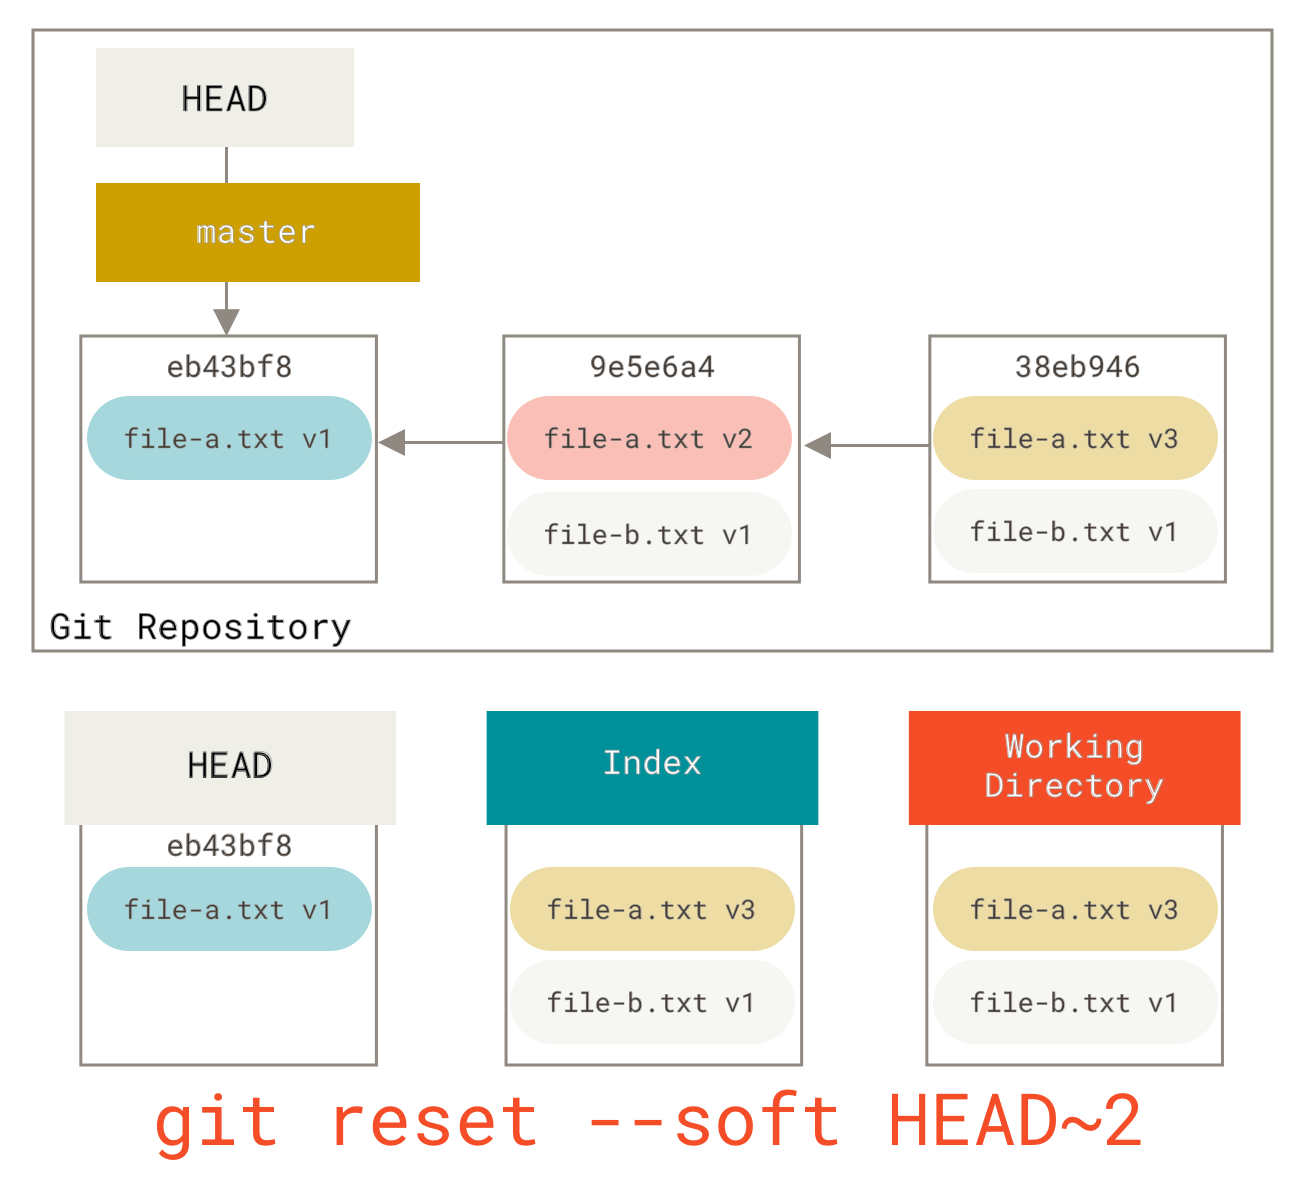 HEAD
master
eb43bf8 9e5e6a4 38eb946
file-a.txt v1 file-a.txt v2 file-a.txt v3
file-b.txt v1 file-b.txt v1
Git Repository
HEAD Index Working
Directory
eb43bf8
file-a.txt v1 file-a.txt v3 file-a.txt v3
file-b.txt v1 file-b.txt v1
git reset --soft HEAD~2